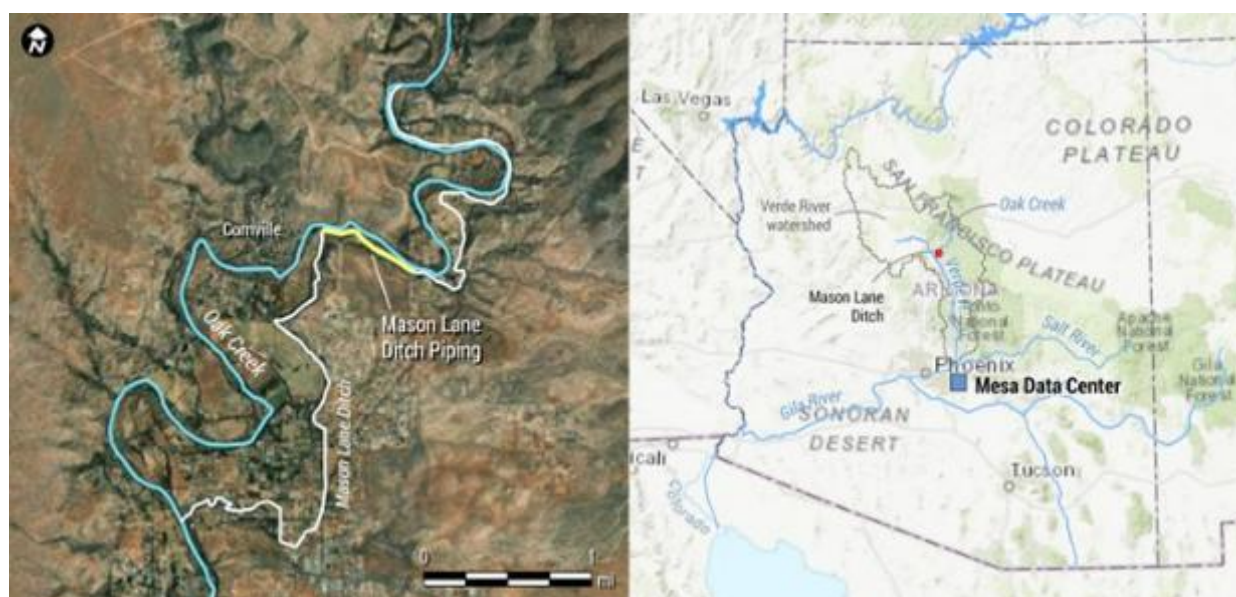 N
Cornville
Oak Creek
Mason Lane
Ditch Piping
Mason Lane Ditch
0
1
mi
Las Vegas
COLORADO
PLATEAU
SAN FRANCISCO PLATEAU
Verde River
watershed
Oak Creek
Mason Lane
Ditch
ARIZONA
Verde
National
Forest
Salt River
Apache
National
Forest
Gila
National
Forest
Phoenix
Mesa Data Center
Gila River
SONORAN
DESERT
icali
Colorado
Tucson
E
T